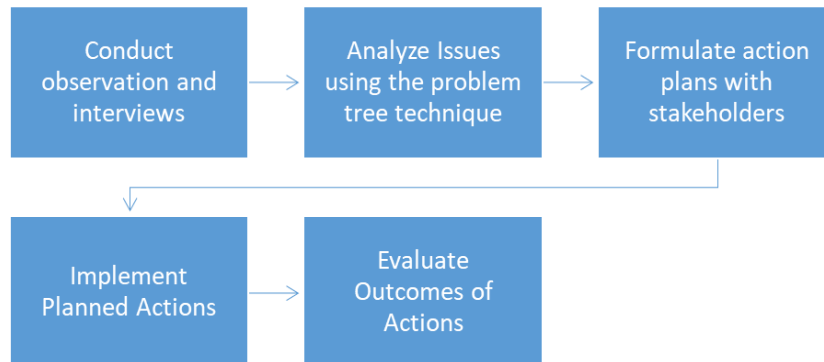 Conduct
observation and
interviews
Analyze Issues
using the problem
tree technique
Formulate action
plans with
stakeholders
Implement
Planned Actions
Evaluate
Outcomes of
Actions